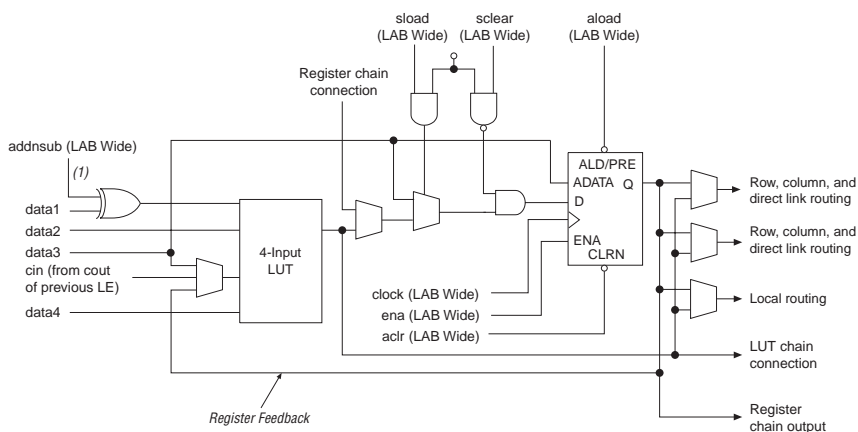 sload
(LAB Wide)
sclear
(LAB Wide)
aload
(LAB Wide)
Register chain
connection
addnsub (LAB Wide)
(1)
data1
data2
data3
cin (from cout
of previous LE)
data4
4-Input
LUT
ALD/PRE
ADATA
Q
D
ENA
CLRN
clock (LAB Wide)
ena (LAB Wide)
aclr (LAB Wide)
Row, column, and
direct link routing
Row, column, and
direct link routing
Local routing
LUT chain
connection
Register
chain output
Register Feedback